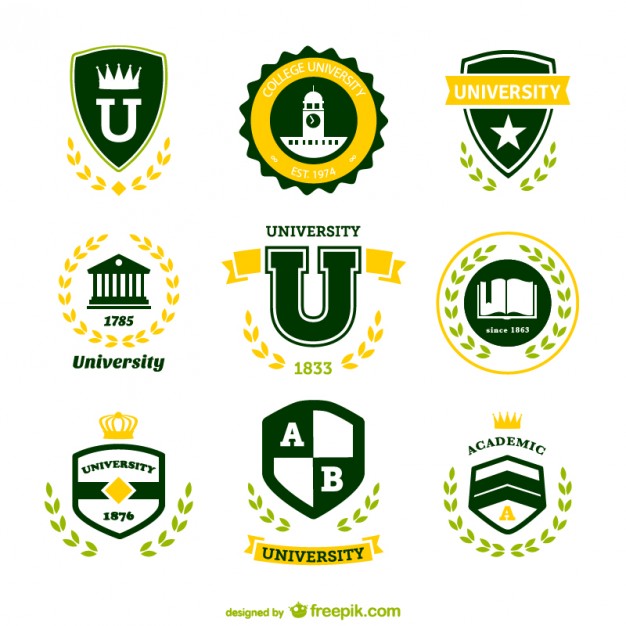 U
COLLEGE UNIVERSITY
EST. 1974
UNIVERSITY
1785
University
UNIVERSITY
U
1833
since 1863
UNIVERSITY
1876
A
B
UNIVERSITY
ACADEMIC
A
designed by freepik.com